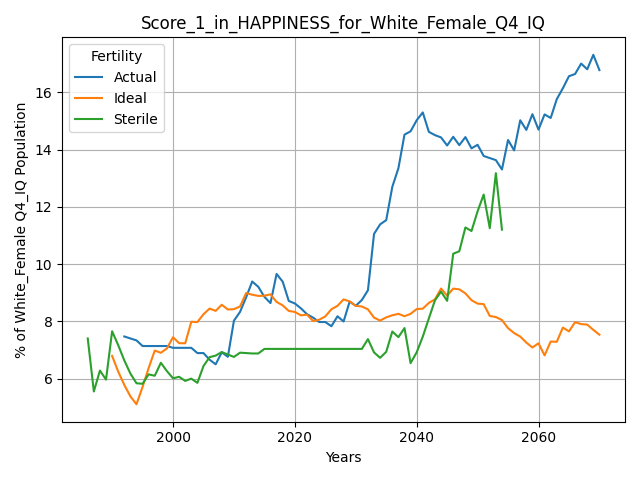 Score_1_in_HAPPINESS_for_White_Female_Q4_IQ
Fertility
Actual
Ideal
Sterile
% of White_Female Q4_IQ Population
16
14
12
10
8
6
2000 2020 2040 2060
Years